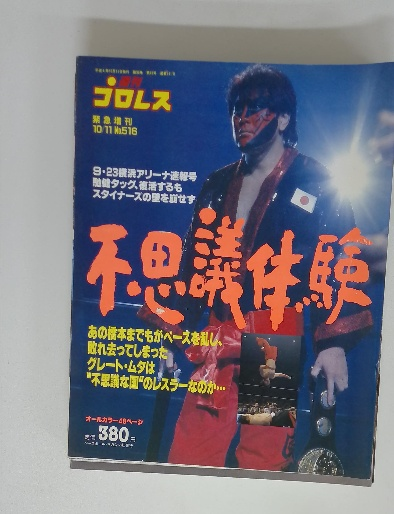 週刊
プロレス
緊急増刊
10/11 No516
9・23横浜アリーナ速報号
馳健タッグ、復活するも
スタイナーズの壁を崩せず
不思議体験
あの橋本までもがペースを乱し、
敗れ去ってしまった
グレート・ムタは
"不思議な国"のレスラーなのか…
オールカラー48ページ
380円